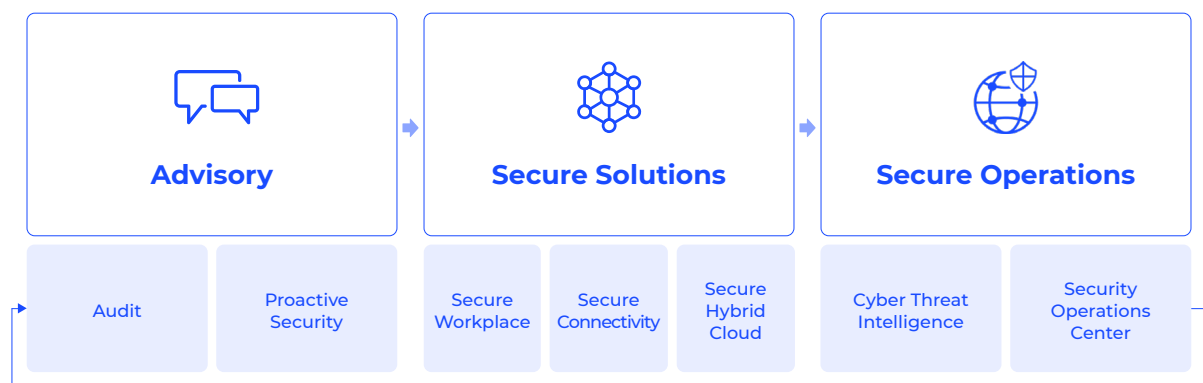 Advisory
Secure Solutions
Secure Operations
Audit
Proactive
Security
Secure
Workplace
Secure
Connectivity
Secure
Hybrid
Cloud
Cyber Threat
Intelligence
Security
Operations
Center